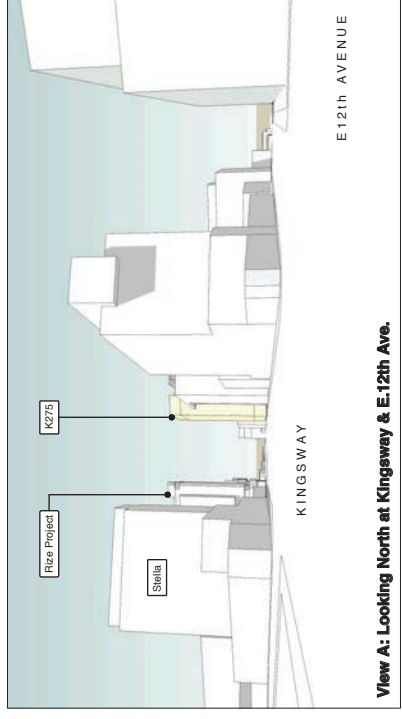 Rize Project
K275
Stella
KINGSWAY
E12th AVENUE
View A: Looking North at Kingsway & E.12th Ave.